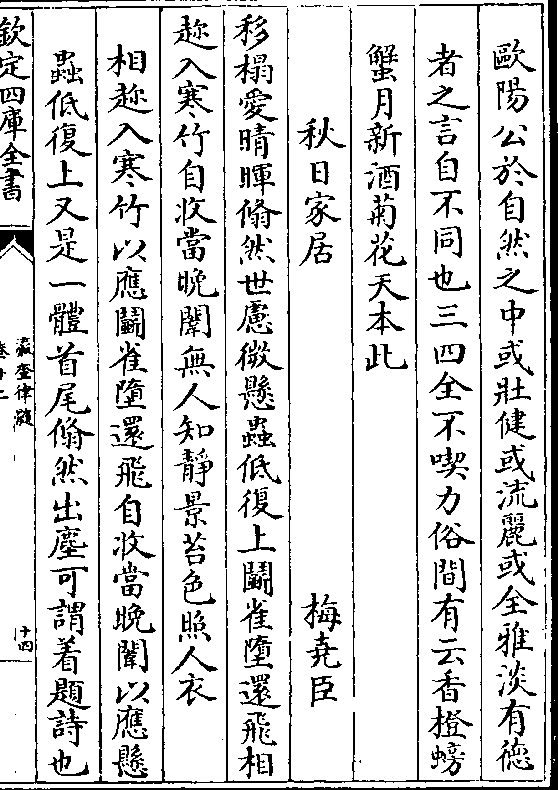 歐陽公於自然之中或壯健或流麗或全雅淡有德
者之言自不同也三四全不喫力俗間有云香橙螃
蟹月新酒菊花天本此
秋日家居　梅堯臣
移榻愛晴暉翛然世慮微懸蟲低復上鬭雀墮還飛相
趂入寒竹自收當晚闈無人知靜景苔色照人衣
相趂入寒竹以應鬭雀墮還飛自收當晚闈以應懸
蟲低復上又是一體首尾翛然出塵可謂着題詩也
欽定四庫全書
瀛奎律髓
卷十二
十四